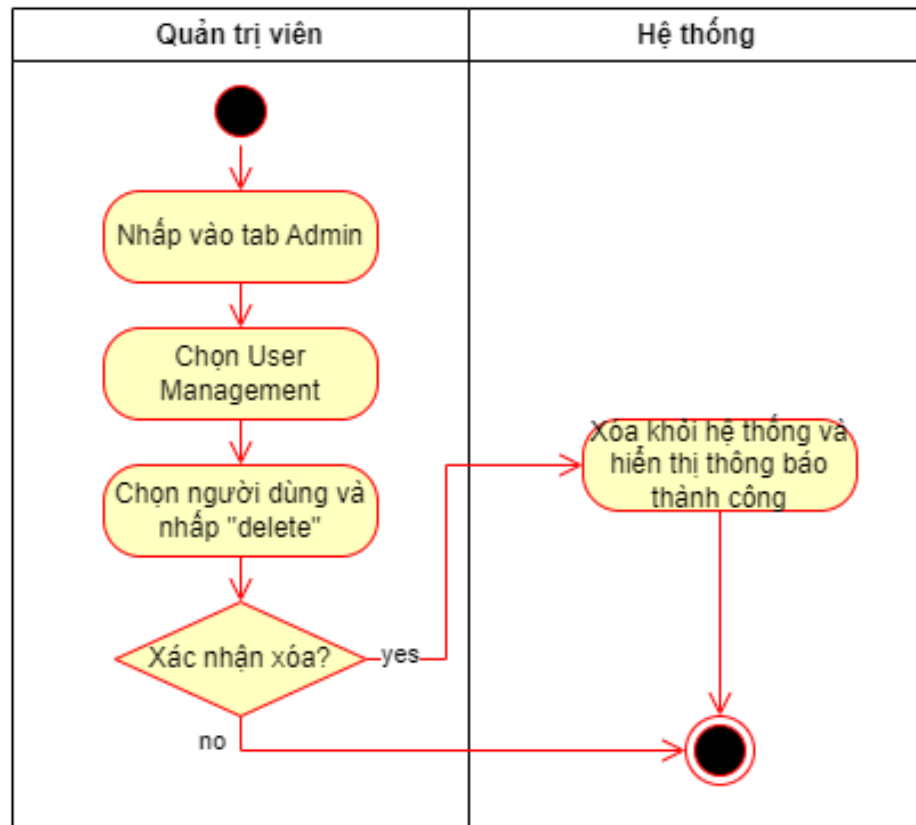 Quản trị viên
Hệ thống
Nhấp vào tab Admin
Chọn User
Management
Chọn người dùng và
nhấp "delete"
Xác nhận xóa?
yes
no
Xóa khỏi hệ thống và
hiển thị thông báo
thành công